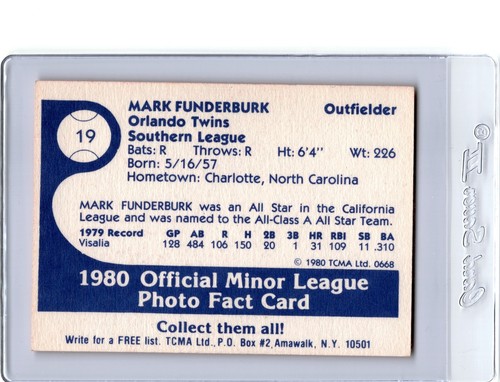 19
MARK FUNDERBURK Outfielder
Orlando Twins
Southern League
Bats: R Throws: R Ht: 6'4'' Wt: 226
Born: 5/16/57
Hometown: Charlotte, North Carolina
MARK FUNDERBURK was an All Star in the California
League and was named to the All-Class A All Star Team.
1979 Record GP AB R H 2B 3B HR RBI SB BA
Visalia 128 484 106 150 20 1 31 109 11 .310
© 1980 TCMA Ltd. 0668
1980 Official Minor League
Photo Fact Card
Collect them all!
Write for a FREE list. TCMA Ltd., P.O. Box #2, Amawalk, N.Y. 10501